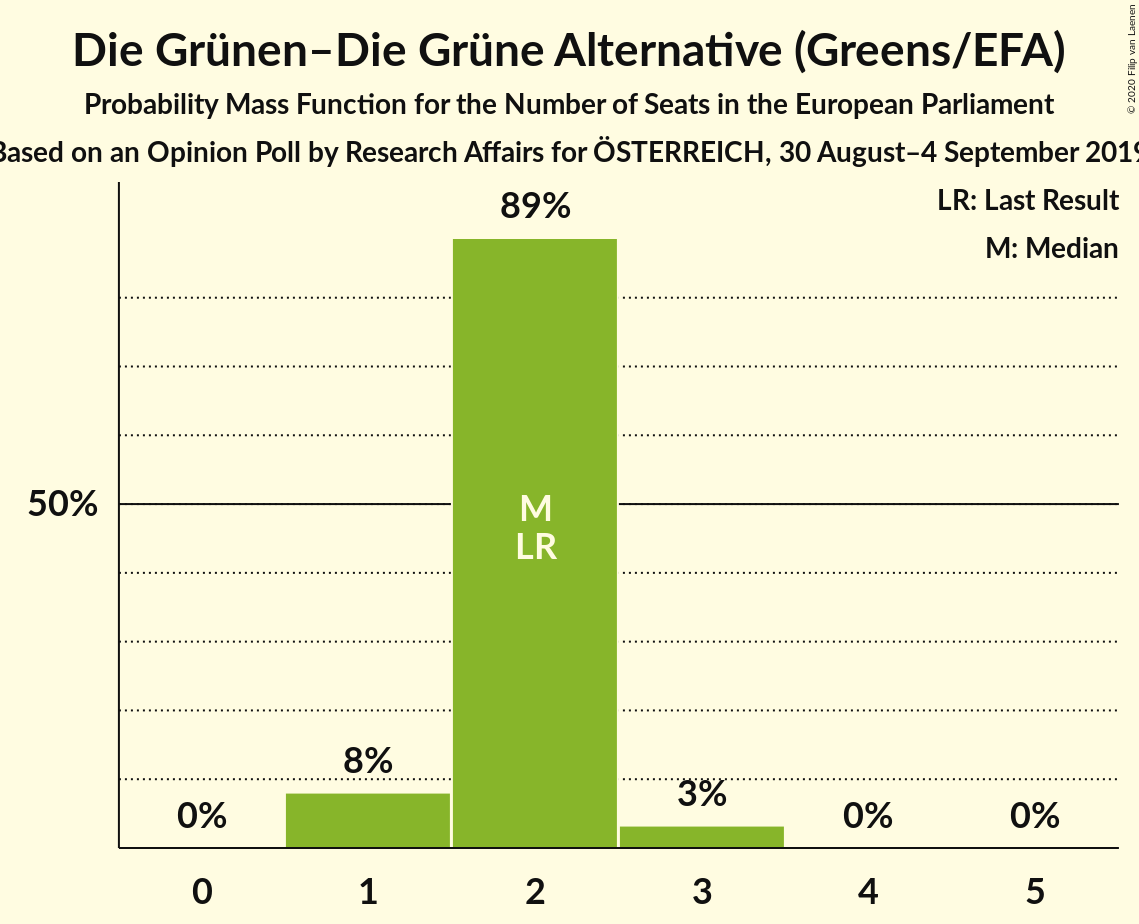 Die Grünen–Die Grüne Alternative (Greens/EFA)
Probability Mass Function for the Number of Seats in the European Parliament
Based on an Opinion Poll by Research Affairs for ÖSTERREICH, 30 August–4 September 2019
© 2020 Filip van Laenen
LR: Last Result
M: Median
89%
50%
M
LR
8%
3%
0%
0%
0%
0 1 2 3 4 5